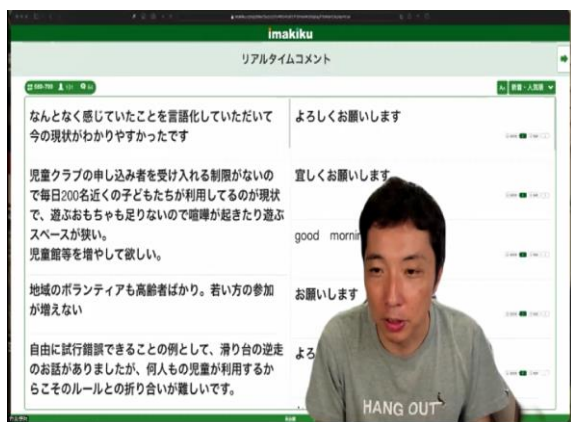 imakiku
リアルタイムコメント
新着・人気順
なんとなく感じていたことを言語化していただいて
今の現状がわかりやすかったです
児童クラブの申し込み者を受け入れる制限がないの
で毎日200名近くの子どもたちが利用してるのが現状
で、遊ぶおもちゃも足りないので喧嘩が起きたり遊ぶ
スペースが狭い。
児童館等を増やして欲しい。
地域のボランティアも高齢者ばかり。若い方の参加
が増えない
自由に試行錯誤できることの例として、滑り台の逆走
のお話がありましたが、何人もの児童が利用するか
らこそのルールとの折り合いが難しいです。
よろしくお願いします
宜しくお願いします
good
お願いします
よろ
HANG OUT